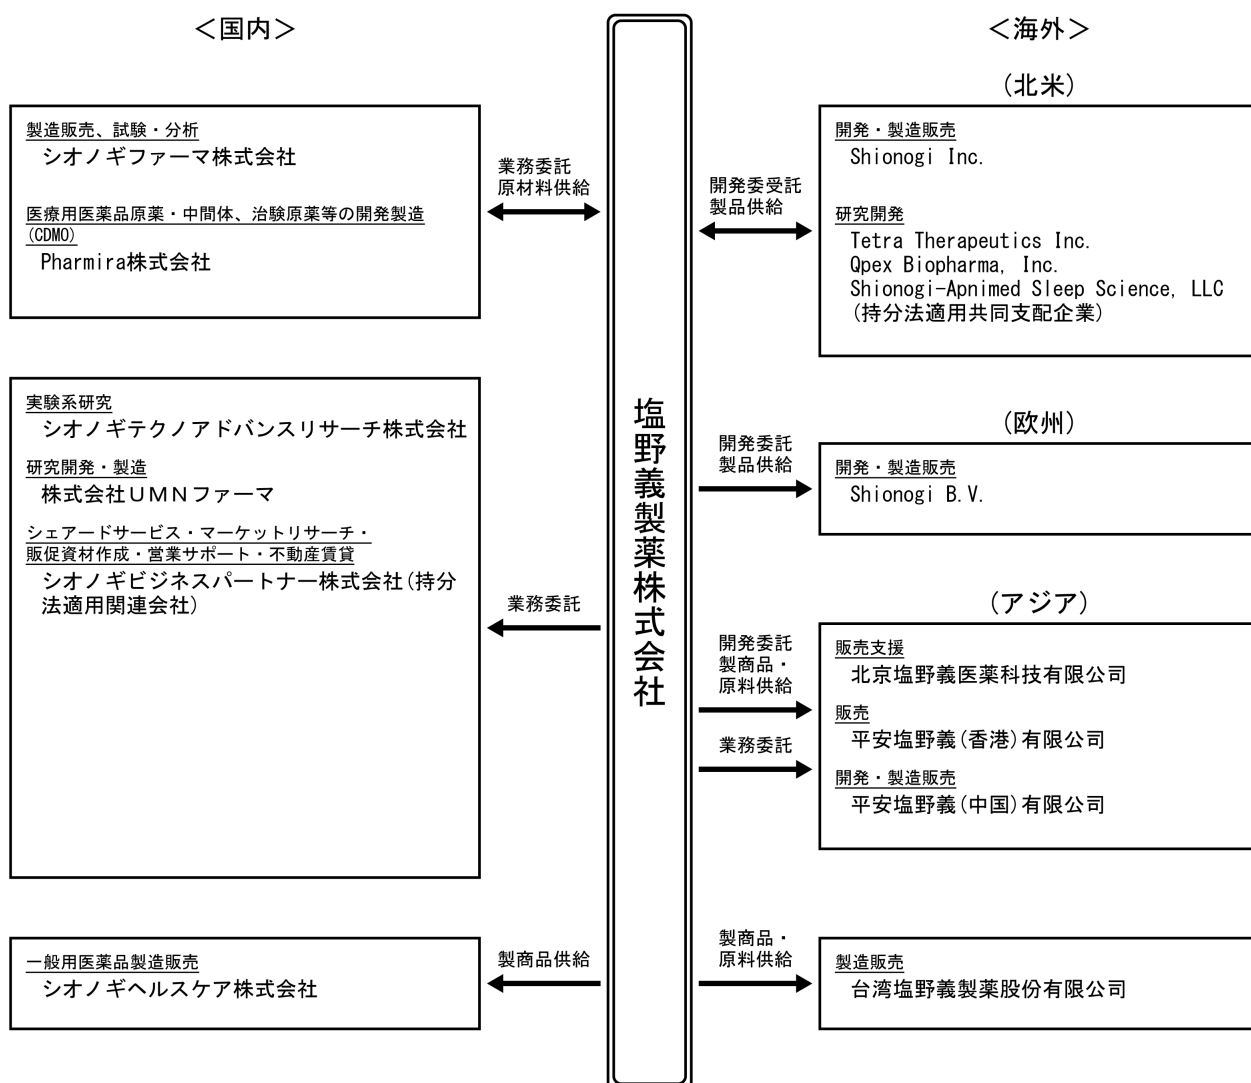 ＜国内＞
製造販売、試験・分析
シオノギファーマ株式会社
医療用医薬品原薬・中間体、治験原薬等の開発製造
(CDMO)
Pharmira株式会社
業務委託
原材料供給
実験系研究
シオノギテクノアドバンスリサーチ株式会社
研究開発・製造
株式会社ＵＭＮファーマ
シェアードサービス・マーケットリサーチ・
販促資材作成・営業サポート・不動産賃貸
シオノギビジネスパートナー株式会社(持分
法適用関連会社)
業務委託
一般用医薬品製造販売
シオノギヘルスケア株式会社
製商品供給
塩野義製薬株式会社
＜海外＞
(北米)
開発委受託
製品供給
開発・製造販売
Shionogi Inc.
研究開発
Tetra Therapeutics Inc.
Qpex Biopharma, Inc.
Shionogi-Apnimed Sleep Science, LLC
(持分法適用共同支配企業)
(欧州)
開発委託
製品供給
開発・製造販売
Shionogi B.V.
(アジア)
開発委託
製商品・
原料供給
業務委託
販売支援
北京塩野義医薬科技有限公司
販売
平安塩野義(香港)有限公司
開発・製造販売
平安塩野義(中国)有限公司
製商品・
原料供給
製造販売
台湾塩野義製薬股份有限公司